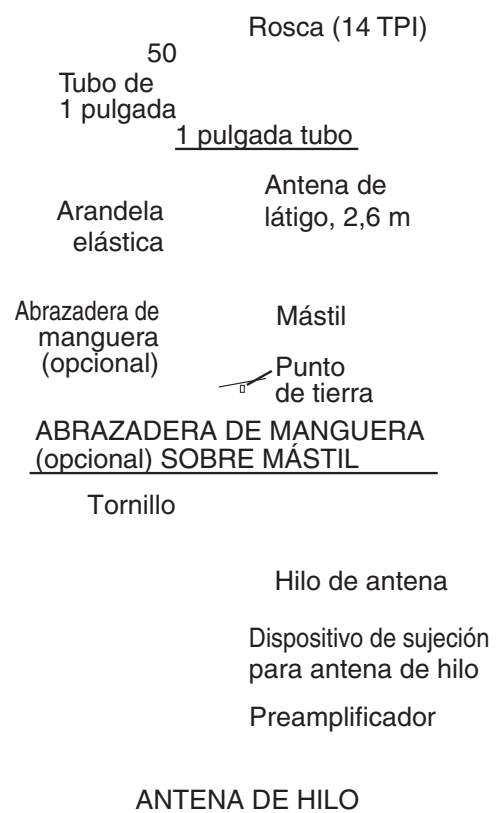 Rosca (14 TPI)
50
Tubo de
1 pulgada
1 pulgada tubo
Antena de
látigo, 2,6 m
Arandela
elástica
Abrazadera de
manguera
(opcional)
Mástil
Punto
de tierra
ABRAZADERA DE MANGUERA
(opcional) SOBRE MÁSTIL
Tornillo
Hilo de antena
Dispositivo de sujeción
para antena de hilo
Preamplificador
ANTENA DE HILO